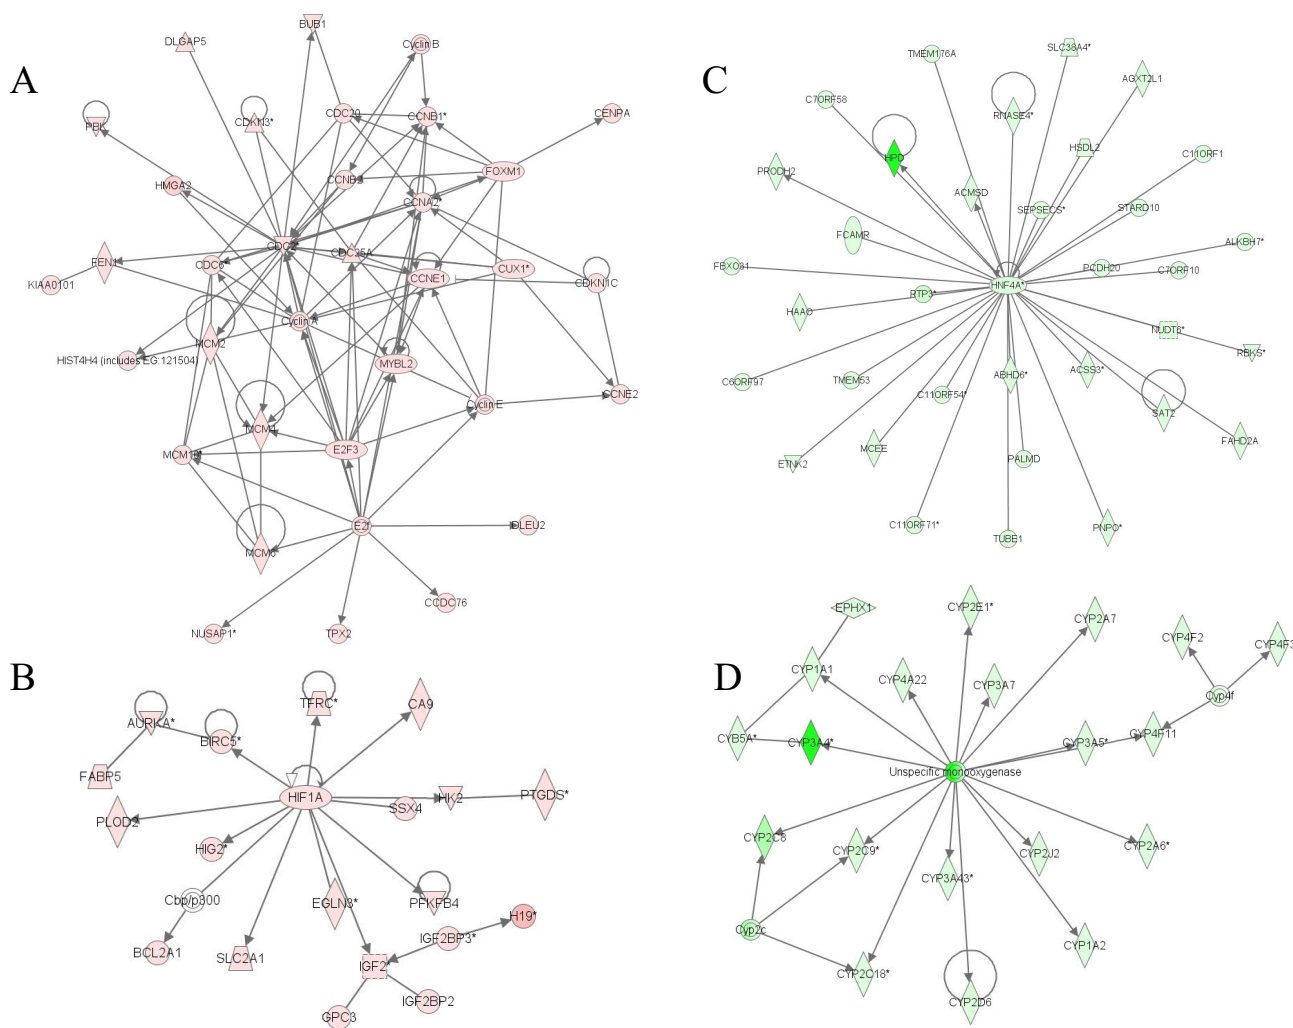 A
BUB1
DLGAP5
Cyclin B
PBK
CDKN3*
CDC20
CCNB1*
CENPA
HMGA2
CCNB2
FOXM1
CCNA2*
FEN1
CDC6*
CDC2*
CDC25A
CCNE1
CUX1*
CDKN1C
KIAA0101
Cyclin A
HIST4H4 (includes EG:121504)
MCM2
MYBL2
CCNE2
Cyclin E
MCM4
E2F3
MCM10*
E2f
DLEU2
MCM6*
CCDC76
NUSAP1*
TPX2
B
TFRC*
CA9
AURKA*
BIRC5*
FABP5
HIF1A
HK2
PTGDS*
SSX4
PLOD2
HIG2*
Cbp/p300
EGLN3*
PFKFB4
H19*
IGF2BP3*
BCL2A1
SLC2A1
IGF2*
IGF2BP2
GPC3
C
TMEM176A
SLC38A4*
AGXT2L1
C7ORF58
RNASE4*
HPD
HSDL2
C11ORF1
PRODH2
ACMSD
SEPSECS*
STARD10
FCAMR
ALKBH7*
FBXO31
PCDH20
C7ORF10
HNF4A*
RTP3*
HAAO
NUDT6*
RBKS*
C6ORF97
TMEM53
ABHD6*
ACSS3*
C11ORF54*
SAT2
FAHD2A
MCEE
ETNK2
PALMD
C11ORF71*
TUBE1
PNPO*
D
EPHX1
CYP2E1*
CYP2A7
CYP4F2
CYP4F3
CYP1A1
CYP4A22
CYP3A7
Cyp4f
CYB5A*
CYP3A4*
CYP3A5*
CYP4F11
Unspecific monooxygenase
CYP2C8
CYP2C9*
CYP2J2
CYP2A6*
CYP3A43*
Cyp2c
CYP1A2
CYP2C18*
CYP2D6